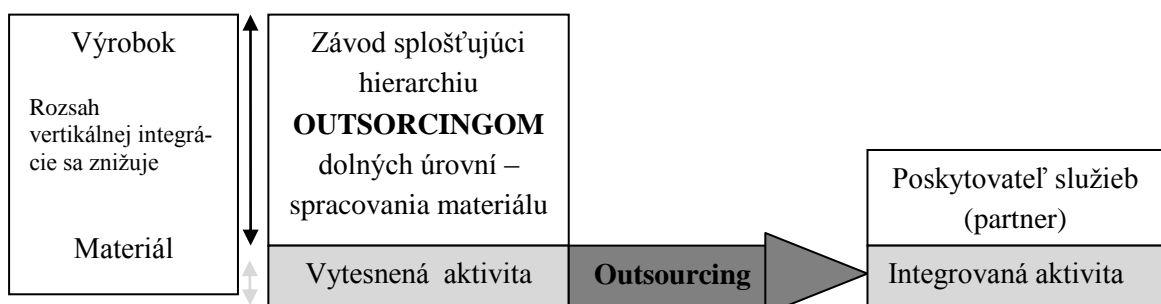 Výrobok
Rozsah
vertikálnej integrá-
cie sa znižuje
Materiál
Závod splošťujúci
hierarchiu
OUTSORCINGOM
dolných úrovní –
spracovania materiálu
Vytesnená aktivita
Outsourcing
Poskytovateľ služieb
(partner)
Integrovaná aktivita